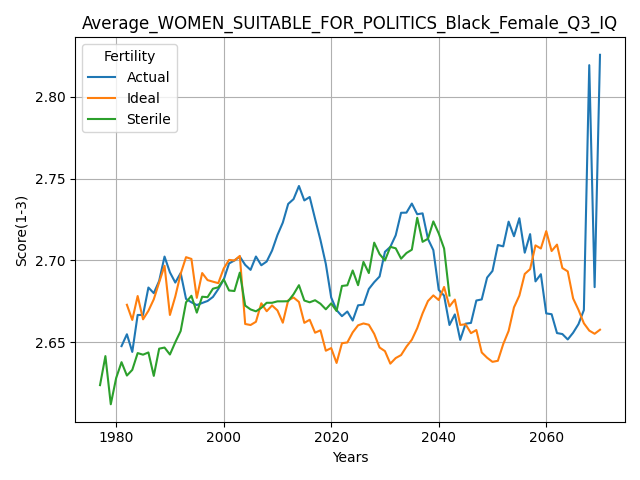 Average_WOMEN_SUITABLE_FOR_POLITICS_Black_Female_Q3_IQ
Fertility
Actual
Ideal
Sterile
2.80
2.75
2.70
2.65
Score(1-3)
1980 2000 2020 2040 2060
Years